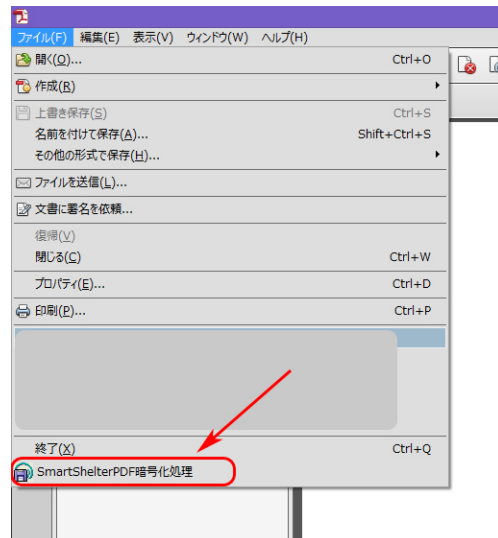 ファイル(F) 編集(E) 表示(V) ウィンドウ(W) ヘルプ(H)
開く(O)... Ctrl+O
作成(R)
上書き保存(S) Ctrl+S
名前を付けて保存(A)... Shift+Ctrl+S
その他の形式で保存(H)...
ファイルを送信(L)...
文書に署名を依頼...
復帰(V)
閉じる(C) Ctrl+W
プロパティ(E)... Ctrl+D
印刷(P)... Ctrl+P
終了(X) Ctrl+Q
SmartShelterPDF暗号化処理